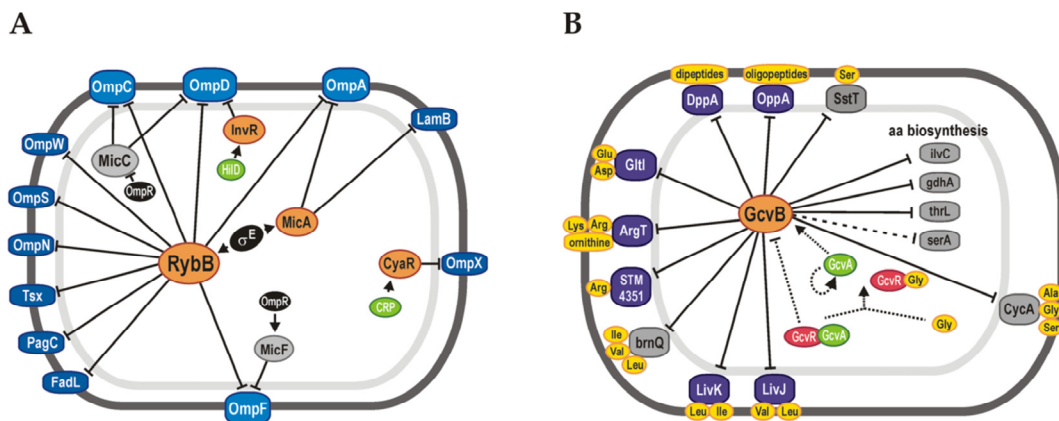 A
OmpC
OmpD
OmpA
LamB
InvR
OmpW
MicC
HilD
OmpR
OmpS
MicA
σE
OmpN
RybB
CyaR
OmpX
Tsx
OmpR
CRP
PagC
MicF
FadL
OmpF
B
dipeptides
oligopeptides
Ser
DppA
OppA
SstT
aa biosynthesis
Glu
Asp
GltI
ilvC
gdhA
GcvB
thrL
Lys
Arg
ornithine
ArgT
serA
GcvA
Arg
STM
4351
GcvR
Gly
CycA
Ala
Gly
Ser
Ile
Val
Leu
brnQ
GcvR
GcvA
Gly
LivK
LivJ
Leu
Ile
Val
Leu